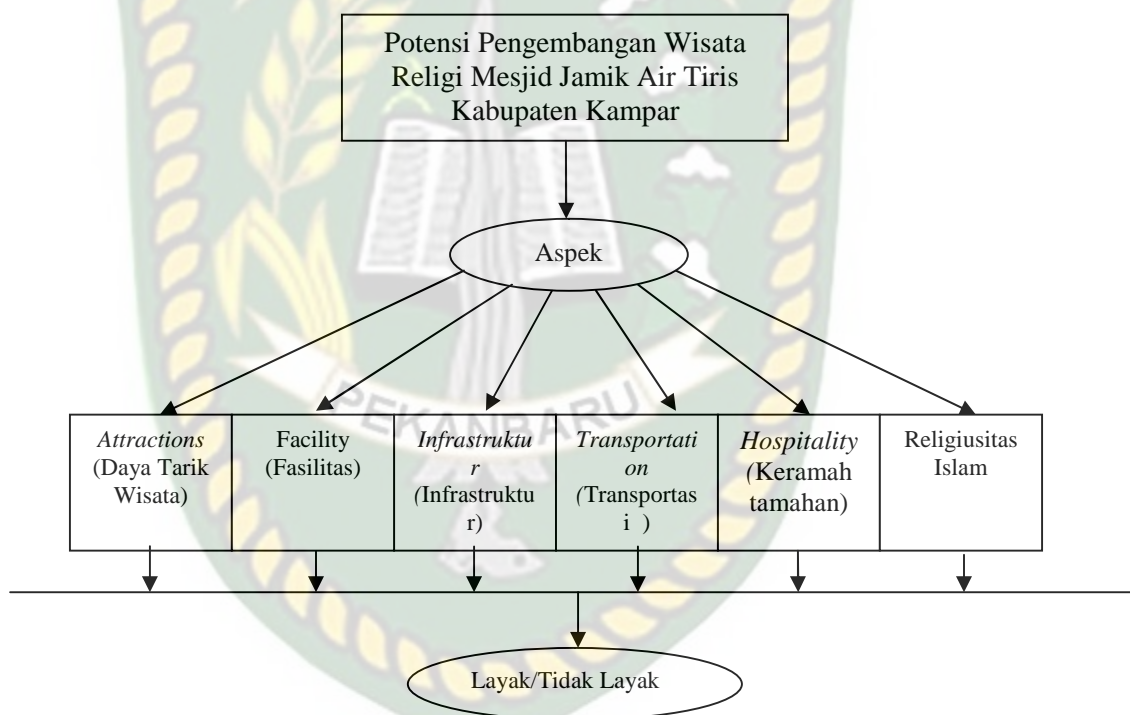 Potensi Pengembangan Wisata
Religi Mesjid Jamik Air Tiris
Kabupaten Kampar
Aspek
PEKANBARU
Attractions
(Daya Tarik
Wisata)
Facility
(Fasilitas)
Infrastruktu
r
(Infrastruktu
r)
Transportati
on
(Transportas
i )
Hospitality
(Keramah
tamahan)
Religiusitas
Islam
Layak/Tidak Layak